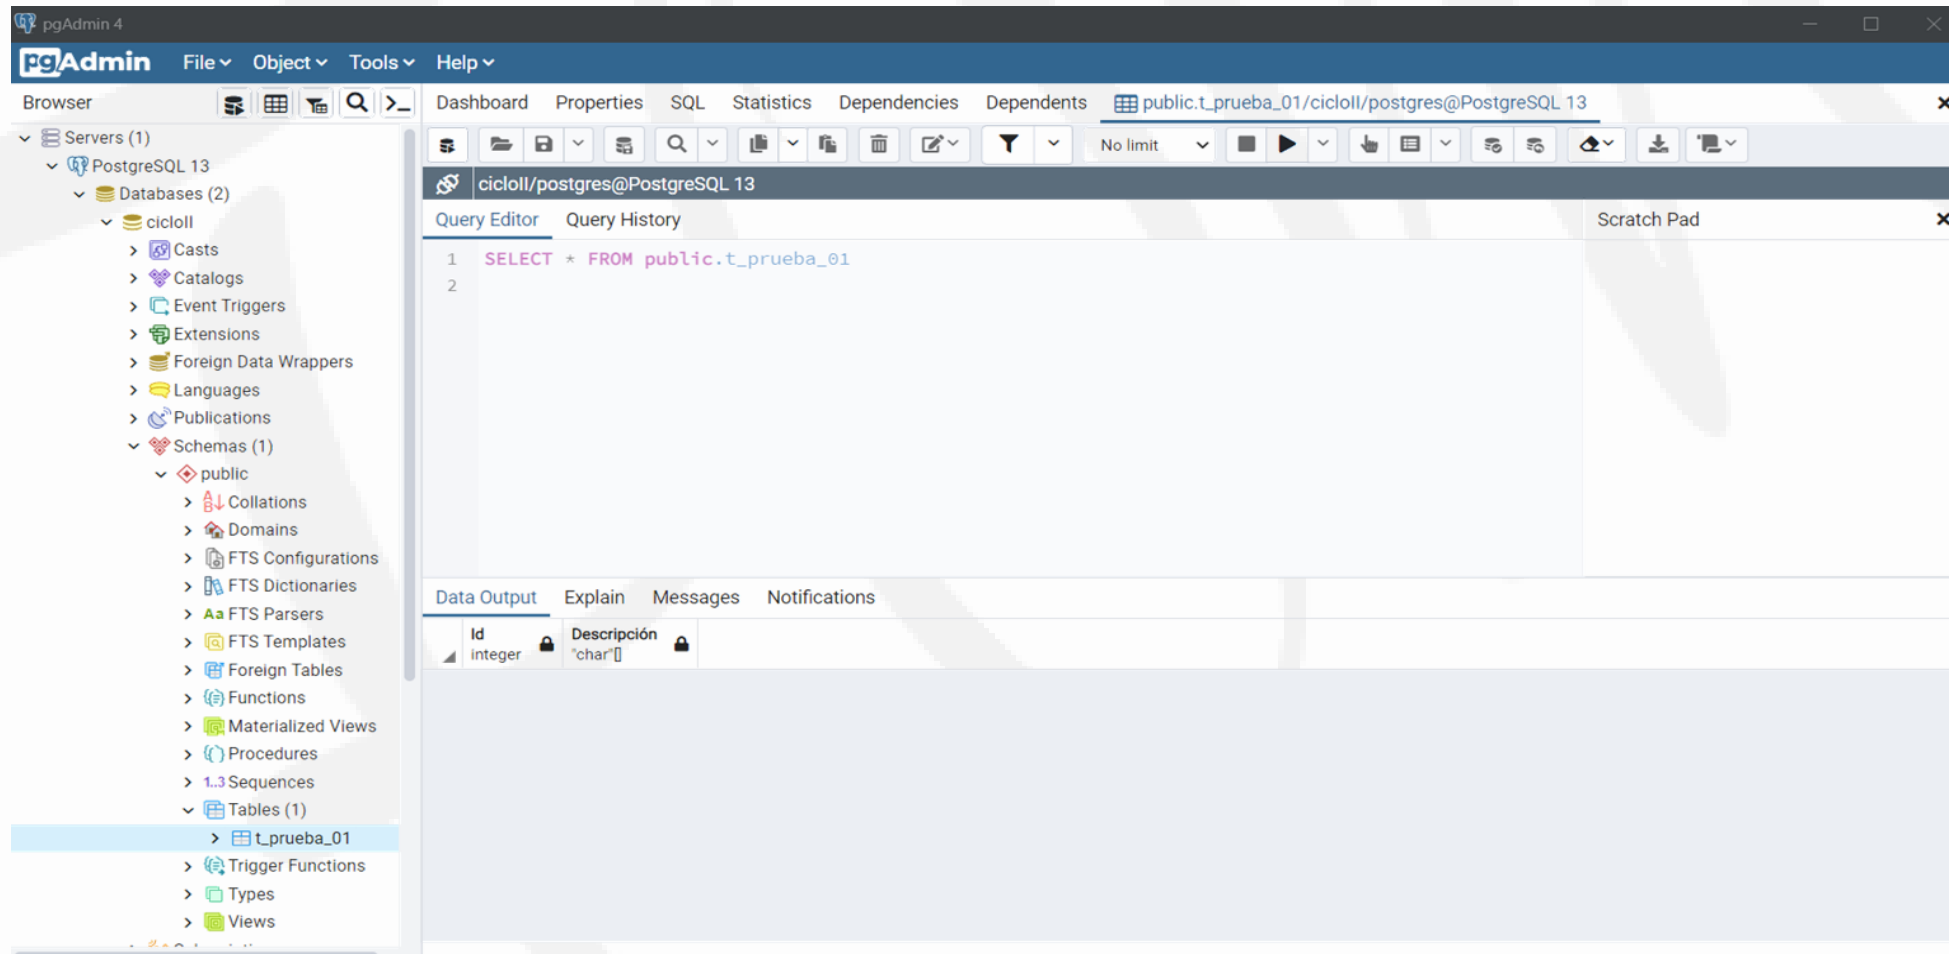 pgAdmin 4
pgAdmin File Object Tools Help
Browser
Dashboard Properties SQL Statistics Dependencies Dependents public.t_prueba_01/cicloII/postgres@PostgreSQL 13
Servers (1)
PostgreSQL 13
Databases (2)
cicloII
Casts
Catalogs
Event Triggers
Extensions
Foreign Data Wrappers
Languages
Publications
Schemas (1)
public
Collations
Domains
FTS Configurations
FTS Dictionaries
Aa FTS Parsers
FTS Templates
Foreign Tables
Functions
Materialized Views
Procedures
1..3 Sequences
Tables (1)
t_prueba_01
Trigger Functions
Types
Views
No limit
cicloII/postgres@PostgreSQL 13
Query Editor Query History
Scratch Pad
1 SELECT * FROM public.t_prueba_01
2
Data Output Explain Messages Notifications
Id Descripción
integer "char"[]